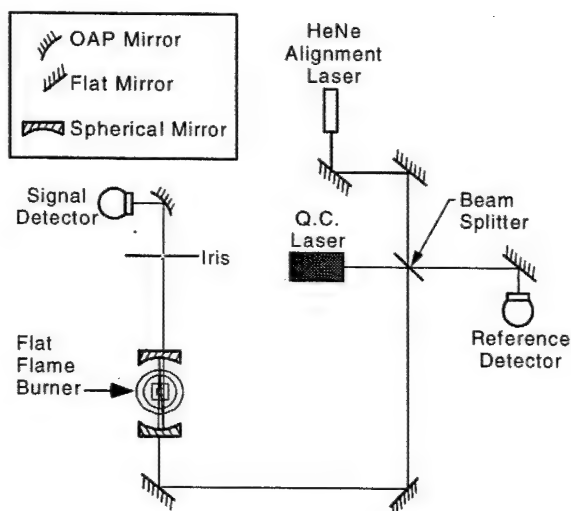 OAP Mirror
Flat Mirror
Spherical Mirror
HeNe
Alignment
Laser
Signal
Detector
Q.C.
Laser
Beam
Splitter
Iris
Reference
Detector
Flat
Flame
Burner